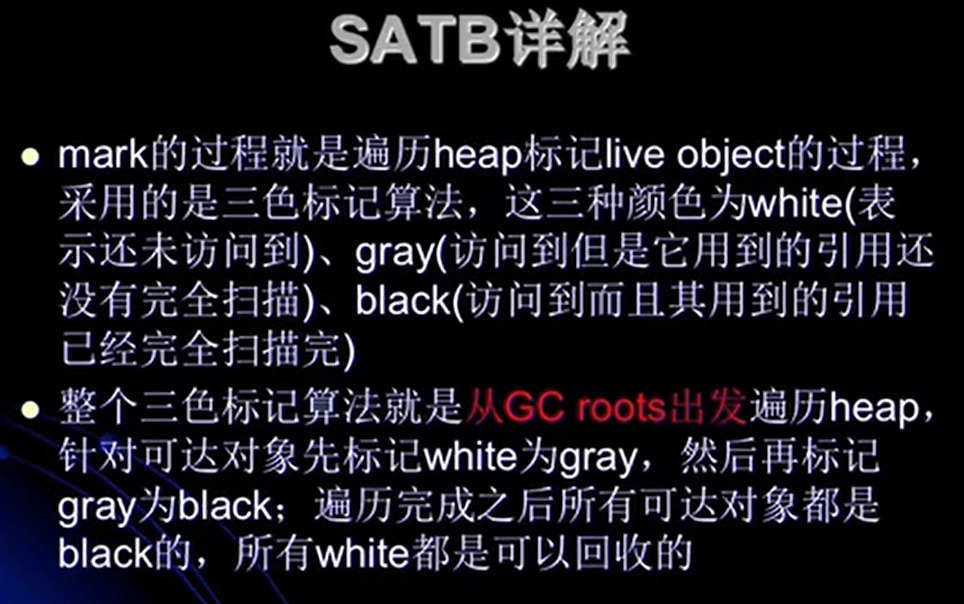 SATB详解
mark的过程就是遍历heap标记live object的过程，
采用的是三色标记算法，这三种颜色为white(表
示还未访问到)、gray(访问到但是它用到的引用还
没有完全扫描)、black(访问到而且其用到的引用
已经完全扫描完)
整个三色标记算法就是从GC roots出发遍历heap，
针对可达对象先标记white为gray，然后再标记
gray为black；遍历完成之后所有可达对象都是
black的，所有white都是可以回收的